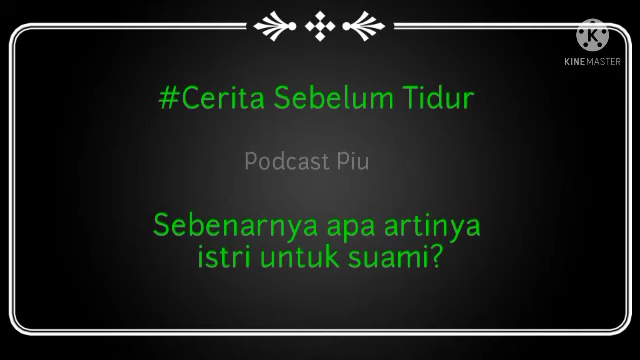 KINEMASTER
#Cerita Sebelum Tidur
Podcast Piu
Sebenarnya apa artinya
istri untuk suami?